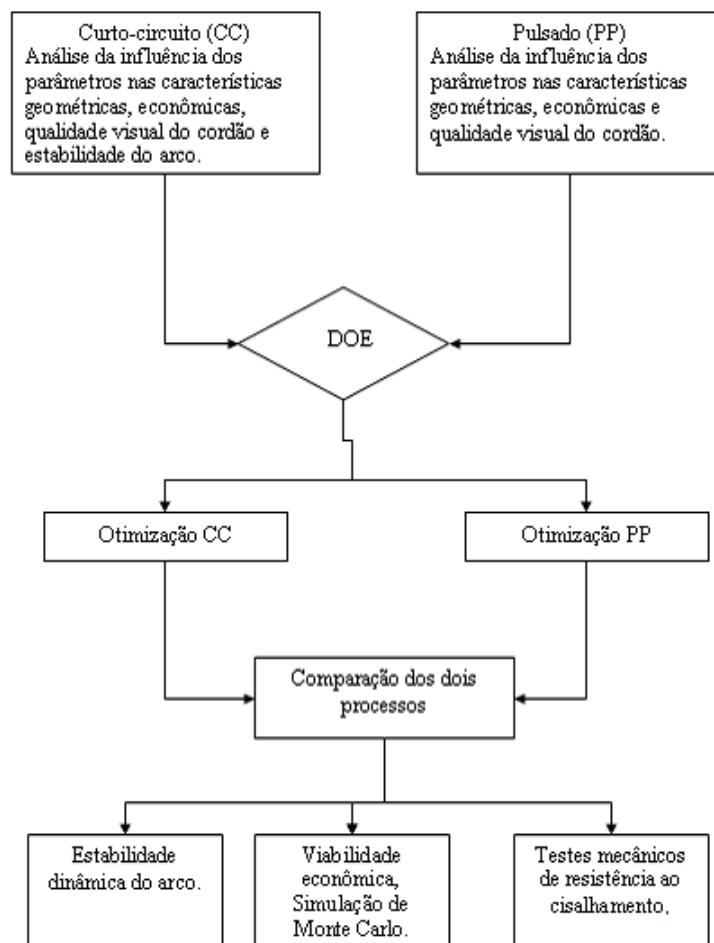 Curto-circuito (CC)
Análise da influência dos
parâmetros nas características
geométricas, econômicas,
qualidade visual do cordão e
estabilidade do arco.
Pulsado (PP)
Análise da influência dos
parâmetros nas características
geométricas, econômicas e
qualidade visual do cordão.
DOE
Otimização CC
Otimização PP
Comparação dos dois
processos
Estabilidade
dinâmica do arco.
Viabilidade
econômica,
Simulação de
Monte Carlo.
Testes mecânicos
de resistência ao
cisalhamento.